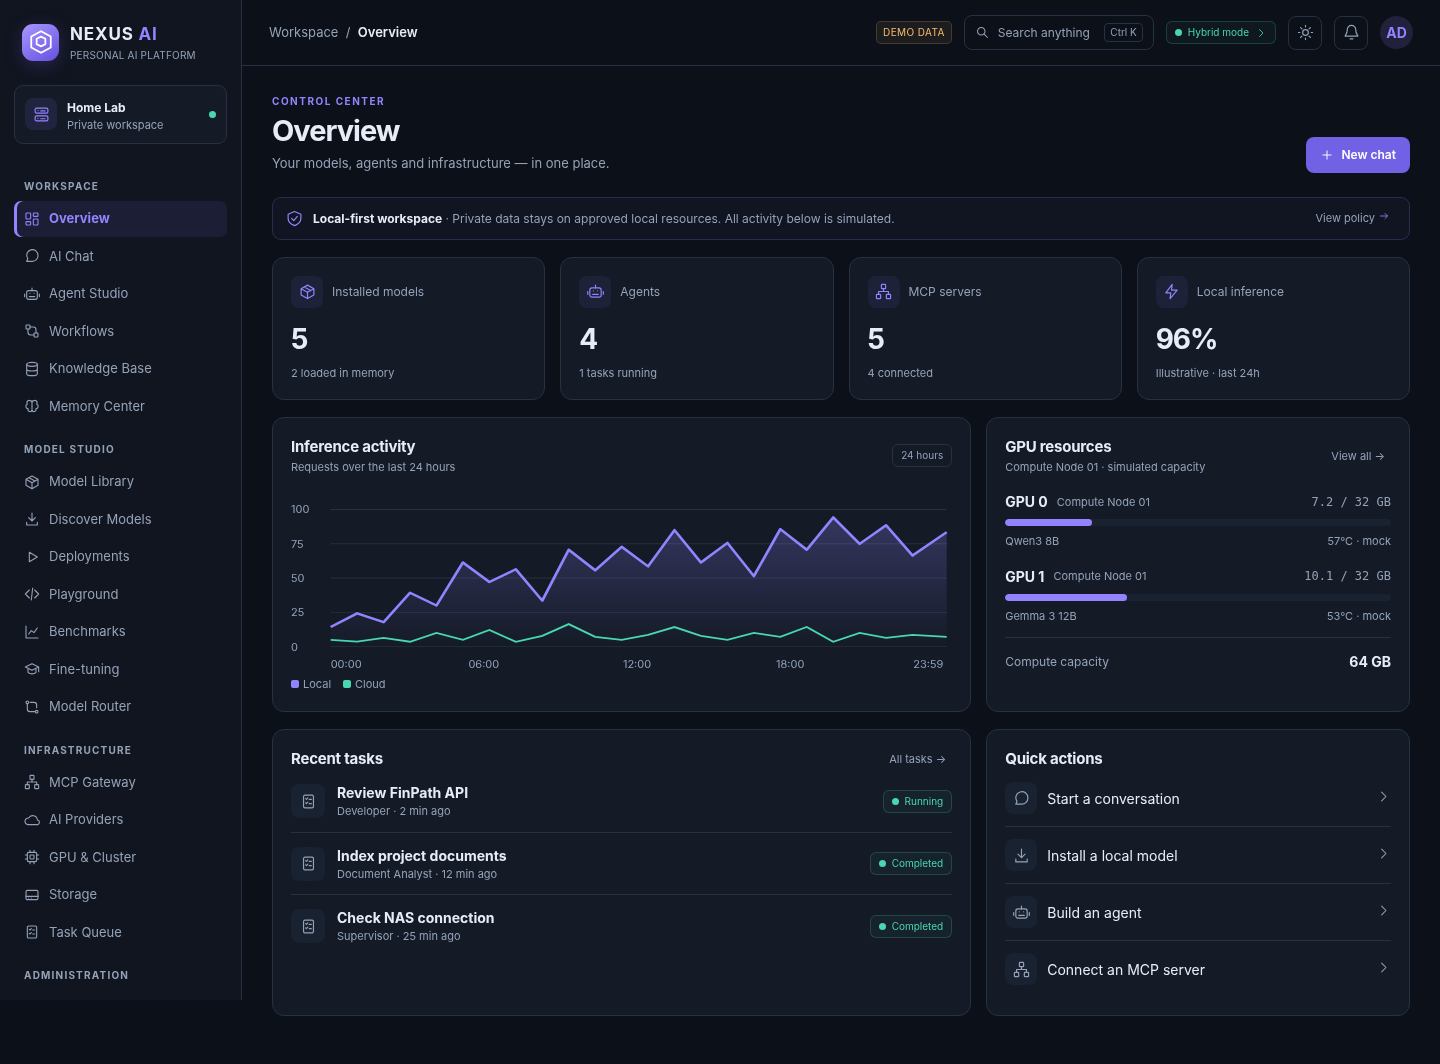 NEXUS AI
PERSONAL AI PLATFORM
Home Lab
Private workspace
WORKSPACE
Overview
AI Chat
Agent Studio
Workflows
Knowledge Base
Memory Center
MODEL STUDIO
Model Library
Discover Models
Deployments
Playground
Benchmarks
Fine-tuning
Model Router
INFRASTRUCTURE
MCP Gateway
AI Providers
GPU & Cluster
Storage
Task Queue
ADMINISTRATION
Workspace / Overview
DEMO DATA
Search anything Ctrl K
Hybrid mode
AD
CONTROL CENTER
Overview
Your models, agents and infrastructure — in one place.
+ New chat
Local-first workspace · Private data stays on approved local resources. All activity below is simulated.
View policy →
Installed models
5
2 loaded in memory
Agents
4
1 tasks running
MCP servers
5
4 connected
Local inference
96%
Illustrative · last 24h
Inference activity
Requests over the last 24 hours
24 hours
100
75
50
25
0
00:00 06:00 12:00 18:00 23:59
Local Cloud
GPU resources
Compute Node 01 · simulated capacity
View all →
GPU 0 Compute Node 01 7.2 / 32 GB
Qwen3 8B 57°C · mock
GPU 1 Compute Node 01 10.1 / 32 GB
Gemma 3 12B 53°C · mock
Compute capacity 64 GB
Recent tasks
All tasks →
Review FinPath API
Developer · 2 min ago
Running
Index project documents
Document Analyst · 12 min ago
Completed
Check NAS connection
Supervisor · 25 min ago
Completed
Quick actions
Start a conversation
Install a local model
Build an agent
Connect an MCP server